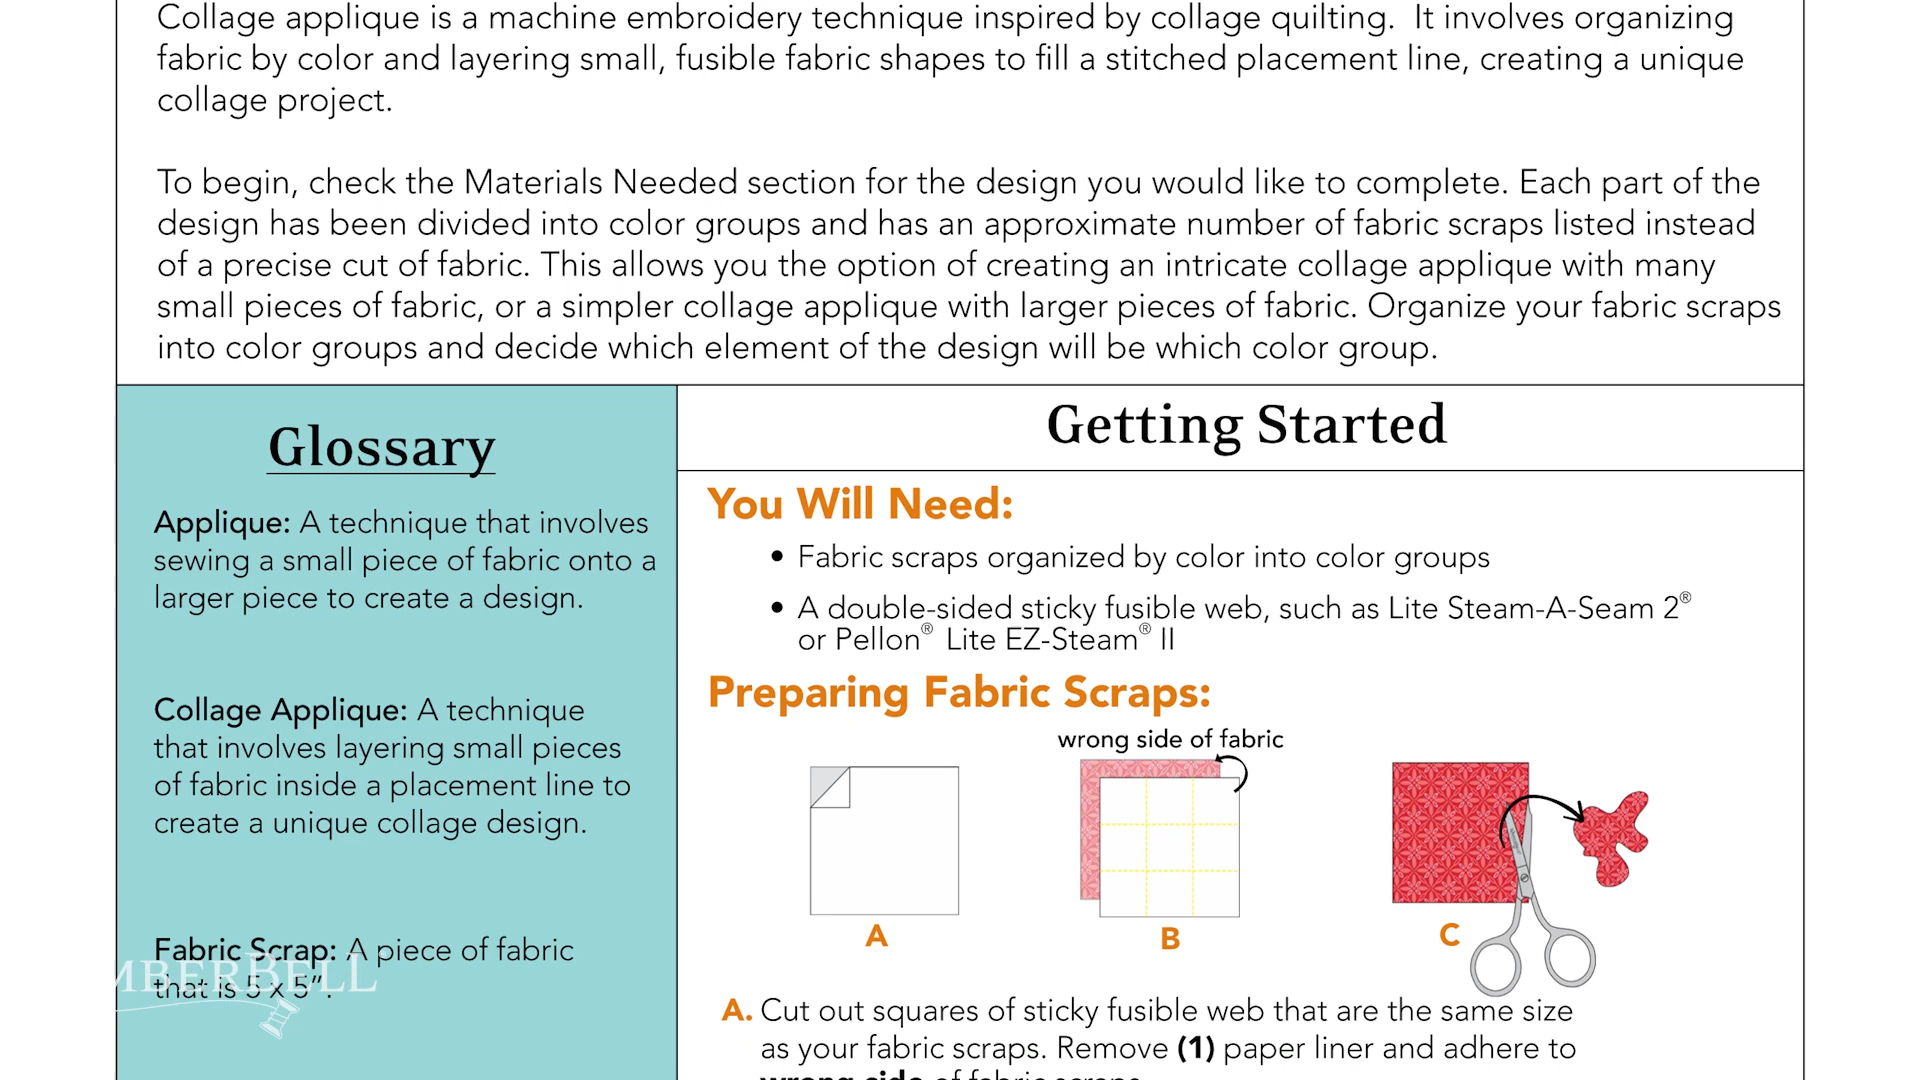 Collage applique is a machine embroidery technique inspired by collage quilting. It involves organizing
fabric by color and layering small, fusible fabric shapes to fill a stitched placement line, creating a unique
collage project.
To begin, check the Materials Needed section for the design you would like to complete. Each part of the
design has been divided into color groups and has an approximate number of fabric scraps listed instead
of a precise cut of fabric. This allows you the option of creating an intricate collage applique with many
small pieces of fabric, or a simpler collage applique with larger pieces of fabric. Organize your fabric scraps
into color groups and decide which element of the design will be which color group.
Glossary
Applique: A technique that involves
sewing a small piece of fabric onto a
larger piece to create a design.
Collage Applique: A technique
that involves layering small pieces
of fabric inside a placement line to
create a unique collage design.
Fabric Scrap: A piece of fabric
that is 5 x 5”.
MBERBELL
Getting Started
You Will Need:
• Fabric scraps organized by color into color groups
• A double-sided sticky fusible web, such as Lite Steam-A-Seam 2®
or Pellon® Lite EZ-Steam® II
Preparing Fabric Scraps:
wrong side of fabric
A
B
C
A. Cut out squares of sticky fusible web that are the same size
as your fabric scraps. Remove (1) paper liner and adhere to
wrong side of fabric scraps.